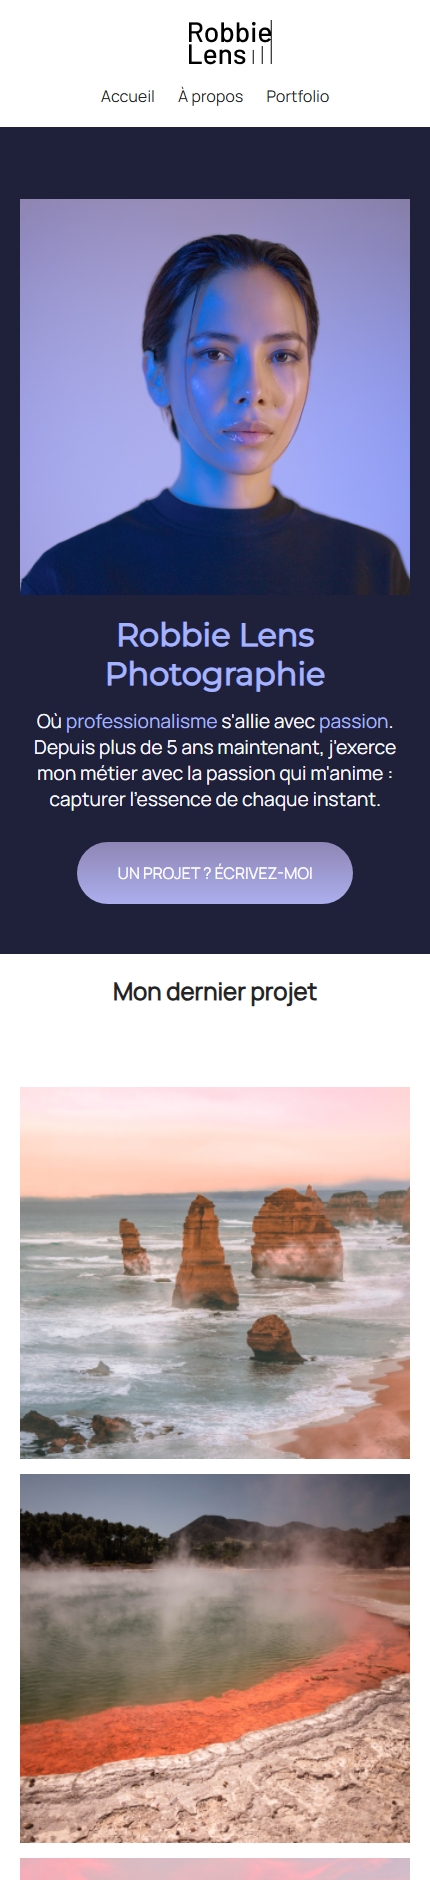 Robbie
Lens
Accueil À propos Portfolio
Robbie Lens
Photographie
Où professionalisme s'allie avec passion.
Depuis plus de 5 ans maintenant, j'exerce
mon métier avec la passion qui m'anime :
capturer l'essence de chaque instant.
UN PROJET ? ÉCRIVEZ-MOI
Mon dernier projet